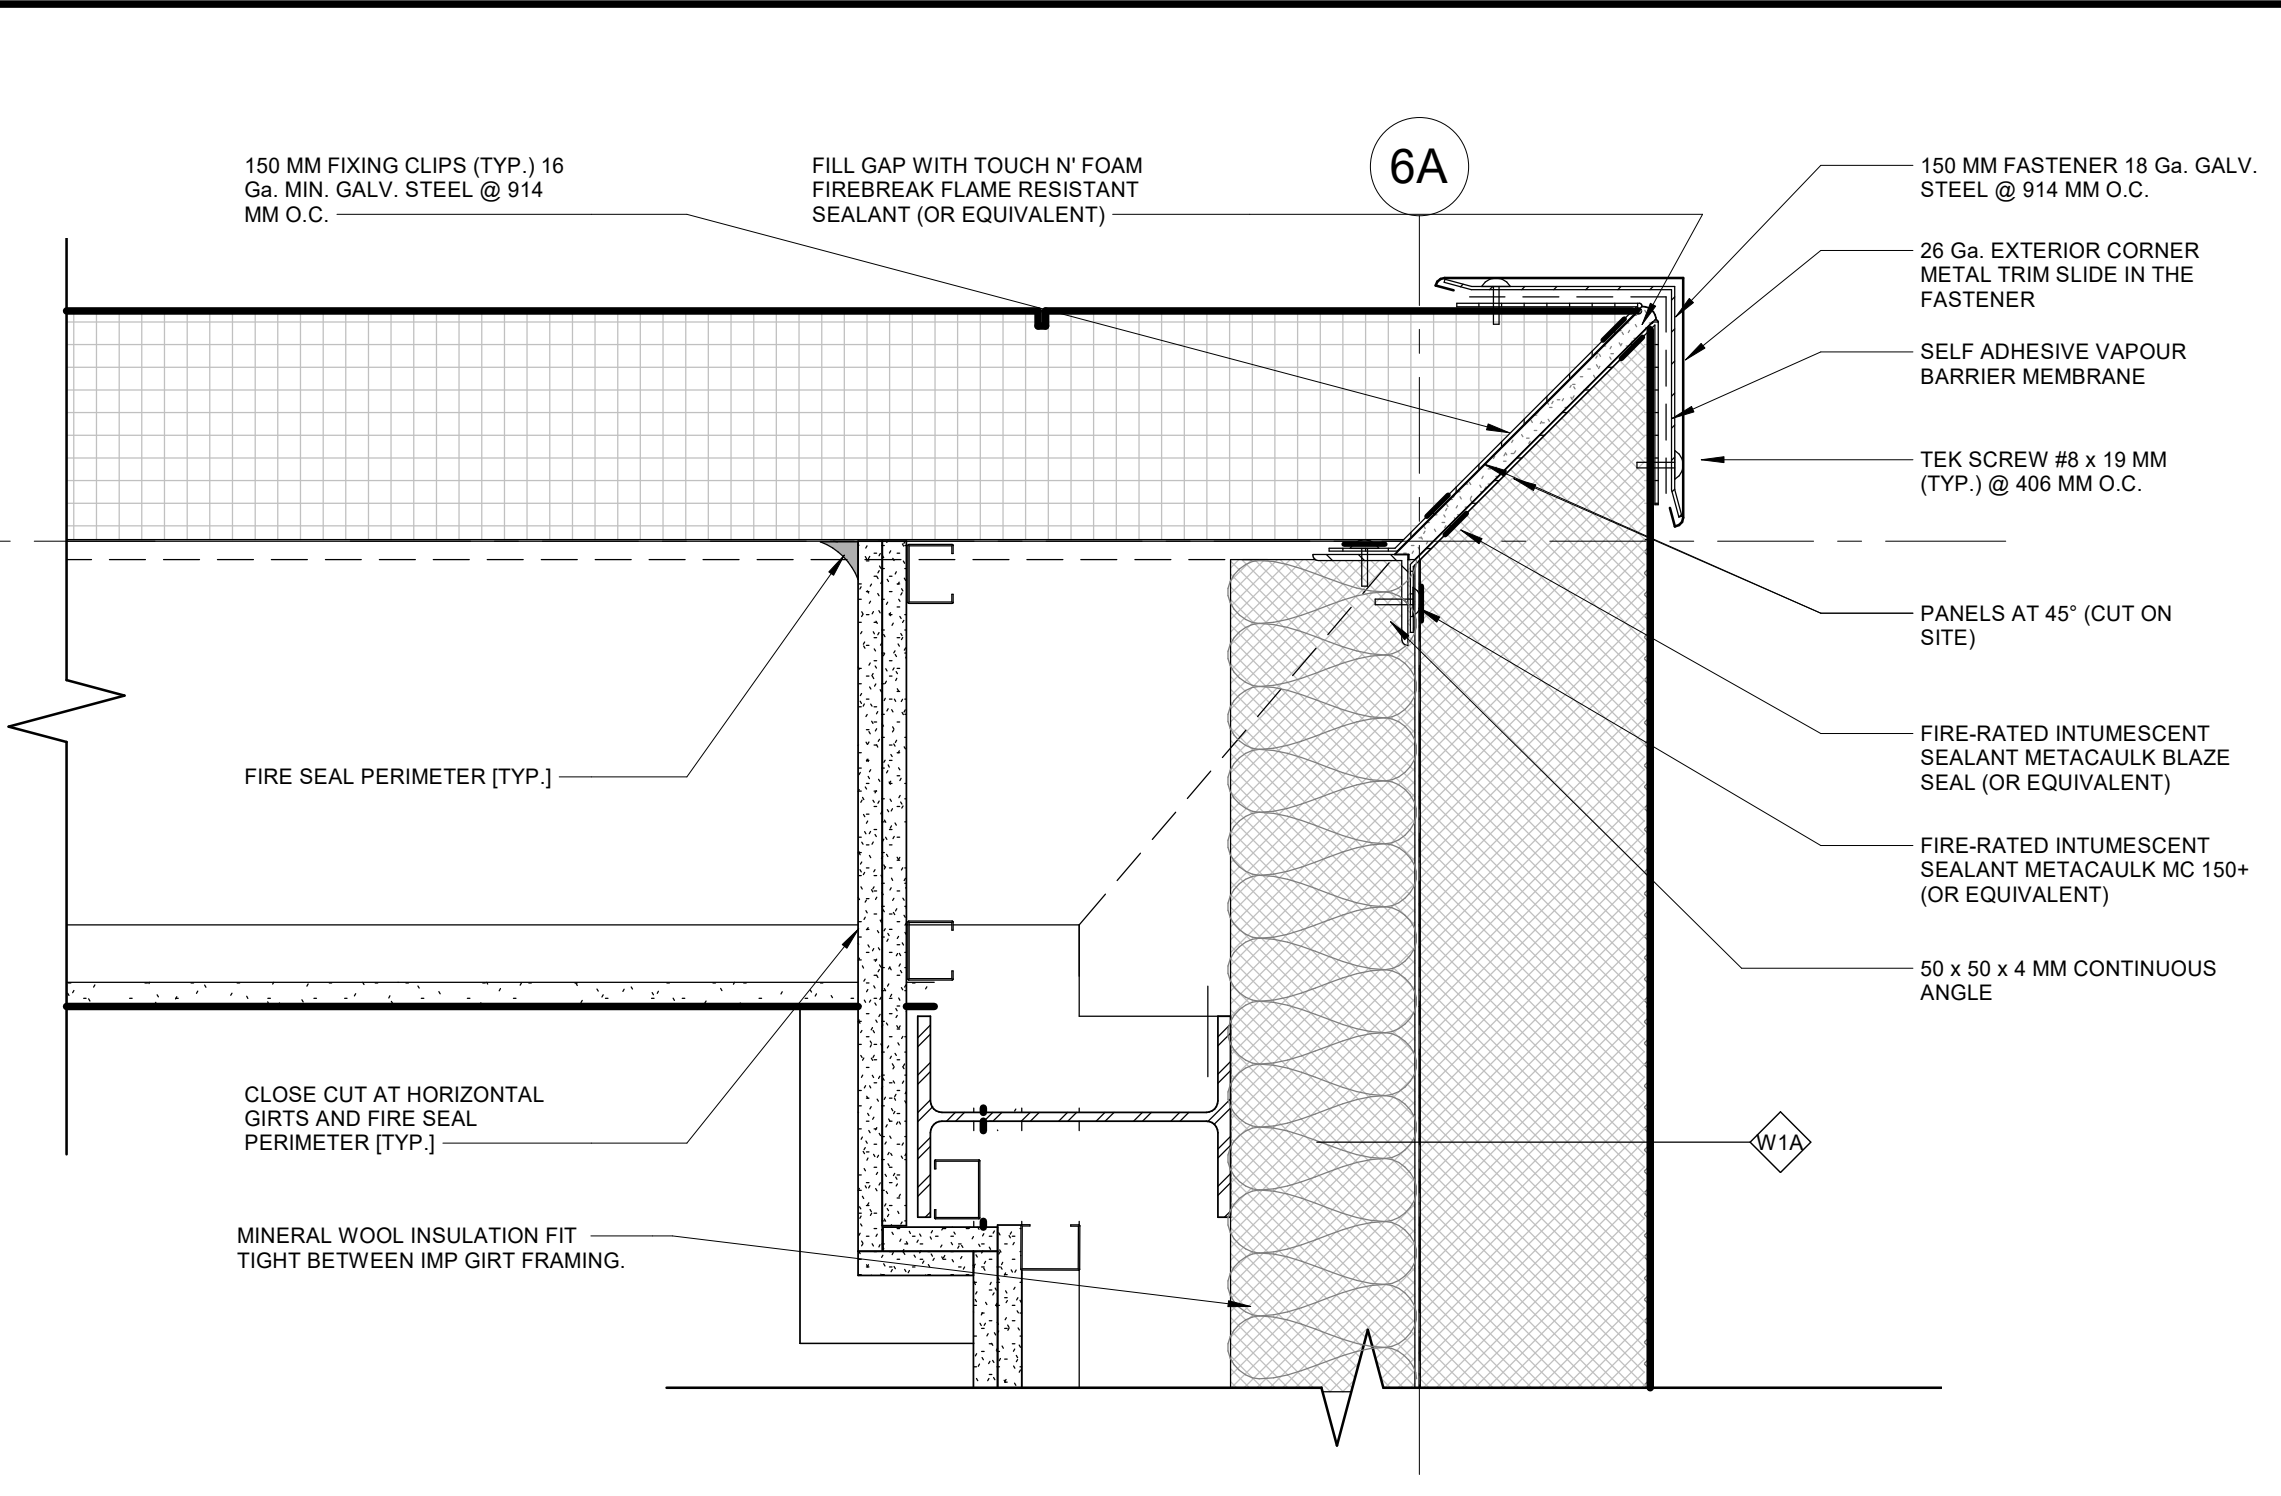 150 MM FIXING CLIPS (TYP.) 16
Ga. MIN. GALV. STEEL @ 914
MM O.C.
FILL GAP WITH TOUCH N' FOAM
FIREBREAK FLAME RESISTANT
SEALANT (OR EQUIVALENT)
6A
150 MM FASTENER 18 Ga. GALV.
STEEL @ 914 MM O.C.
26 Ga. EXTERIOR CORNER
METAL TRIM SLIDE IN THE
FASTENER
SELF ADHESIVE VAPOUR
BARRIER MEMBRANE
TEK SCREW #8 x 19 MM
(TYP.) @ 406 MM O.C.
PANELS AT 45° (CUT ON
SITE)
FIRE-RATED INTUMESCENT
SEALANT METACAULK BLAZE
SEAL (OR EQUIVALENT)
FIRE-RATED INTUMESCENT
SEALANT METACAULK MC 150+
(OR EQUIVALENT)
50 x 50 x 4 MM CONTINUOUS
ANGLE
W1A
FIRE SEAL PERIMETER [TYP.]
CLOSE CUT AT HORIZONTAL
GIRTS AND FIRE SEAL
PERIMETER [TYP.]
MINERAL WOOL INSULATION FIT
TIGHT BETWEEN IMP GIRT FRAMING.